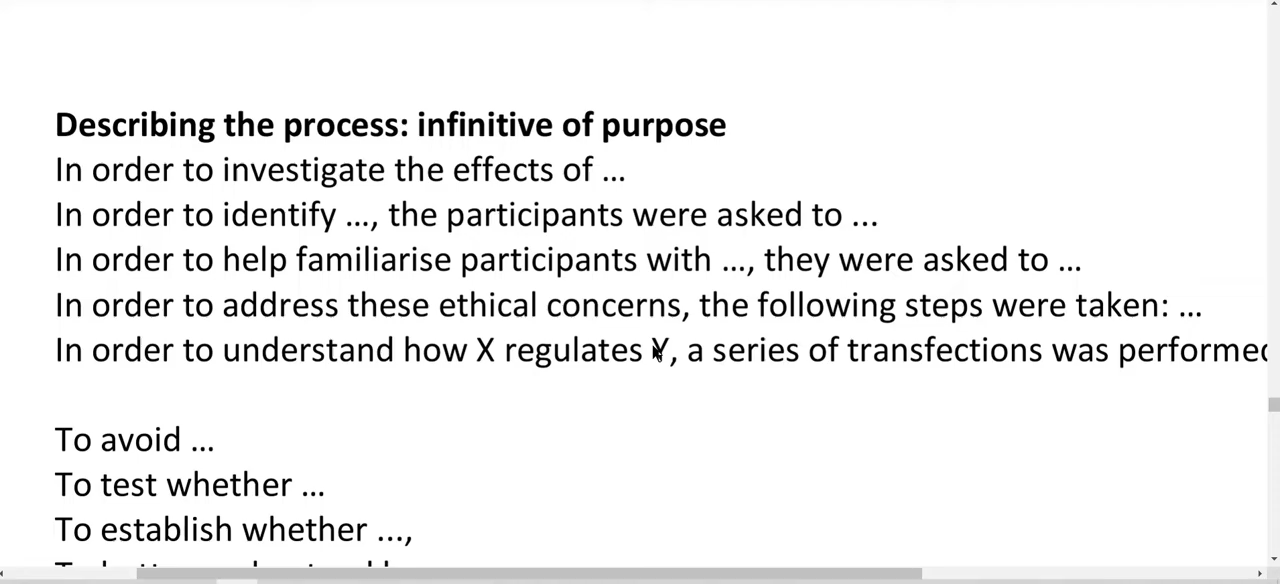 Describing the process: infinitive of purpose
In order to investigate the effects of ...
In order to identify ..., the participants were asked to ...
In order to help familiarise participants with ..., they were asked to ...
In order to address these ethical concerns, the following steps were taken: ...
In order to understand how X regulates Y, a series of transfections was performed
To avoid ...
To test whether ...
To establish whether ...,